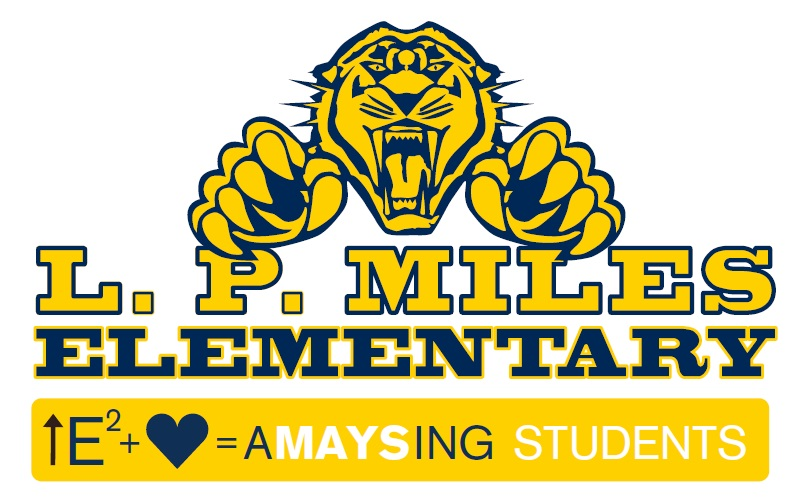 L. P. MILES
ELEMENTARY
↑E²+♥=AMAYSING STUDENTS